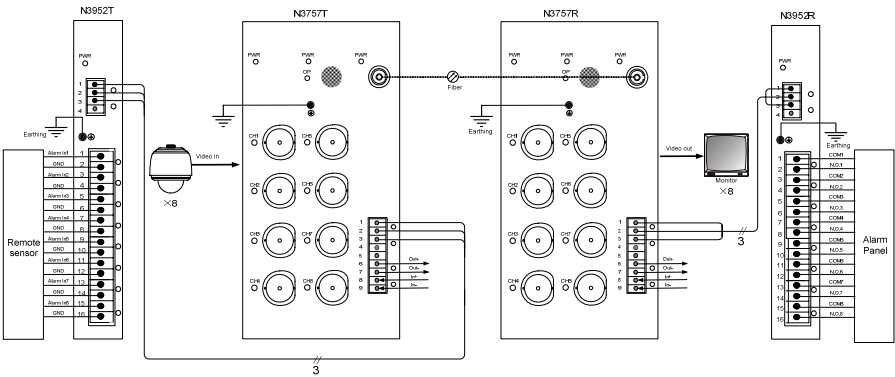 N3952T
N3757T
N3757R
N3952R
PWR
1
2
3
4
Earthing
Alarm In1
GND
Alarm In2
GND
Alarm In3
GND
Alarm In4
GND
Alarm In5
GND
Alarm In6
GND
Alarm In7
GND
Alarm In8
GND
1
2
3
4
5
6
7
8
9
10
11
12
13
14
15
16
Remote
sensor
Video in
×8
PWR PWR PWR
OP
CH1 CH5
CH2 CH6
CH3 CH7
CH4 CH8
1
2
3
4
5
6
7
8
9
Out+
Out-
In+
In-
3
Fiber
PWR PWR PWR
OP
Earthing
CH1 CH5
CH2 CH6
CH3 CH7
CH4 CH8
1
2
3
4
5
6
7
8
9
Out+
Out-
In+
In-
3
Video out
Monitor
×8
PWR
1
2
3
4
Earthing
1
2
3
4
5
6
7
8
9
10
11
12
13
14
15
16
COM1
N.O.1
COM2
N.O.2
COM3
N.O.3
COM4
N.O.4
COM5
N.O.5
COM6
N.O.6
COM7
N.O.7
COM8
N.O.8
Alarm
Panel